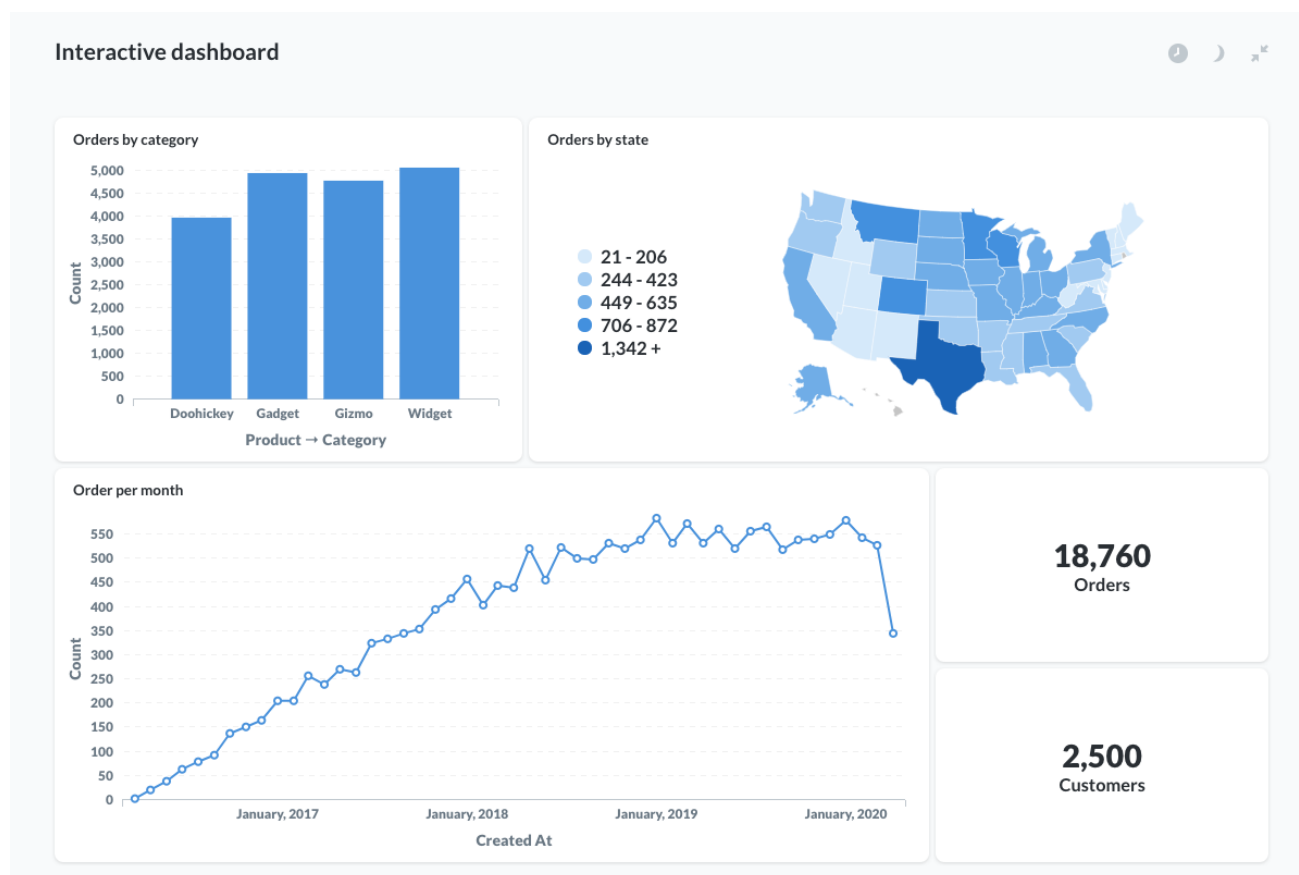 Interactive dashboard
Orders by category
5,000
4,500
4,000
3,500
3,000
2,500
2,000
1,500
1,000
500
0
Count
Doohickey Gadget Gizmo Widget
Product → Category
Orders by state
21 - 206
244 - 423
449 - 635
706 - 872
1,342 +
Order per month
550
500
450
400
350
300
250
200
150
100
50
0
Count
January, 2017 January, 2018 January, 2019 January, 2020
Created At
18,760
Orders
2,500
Customers